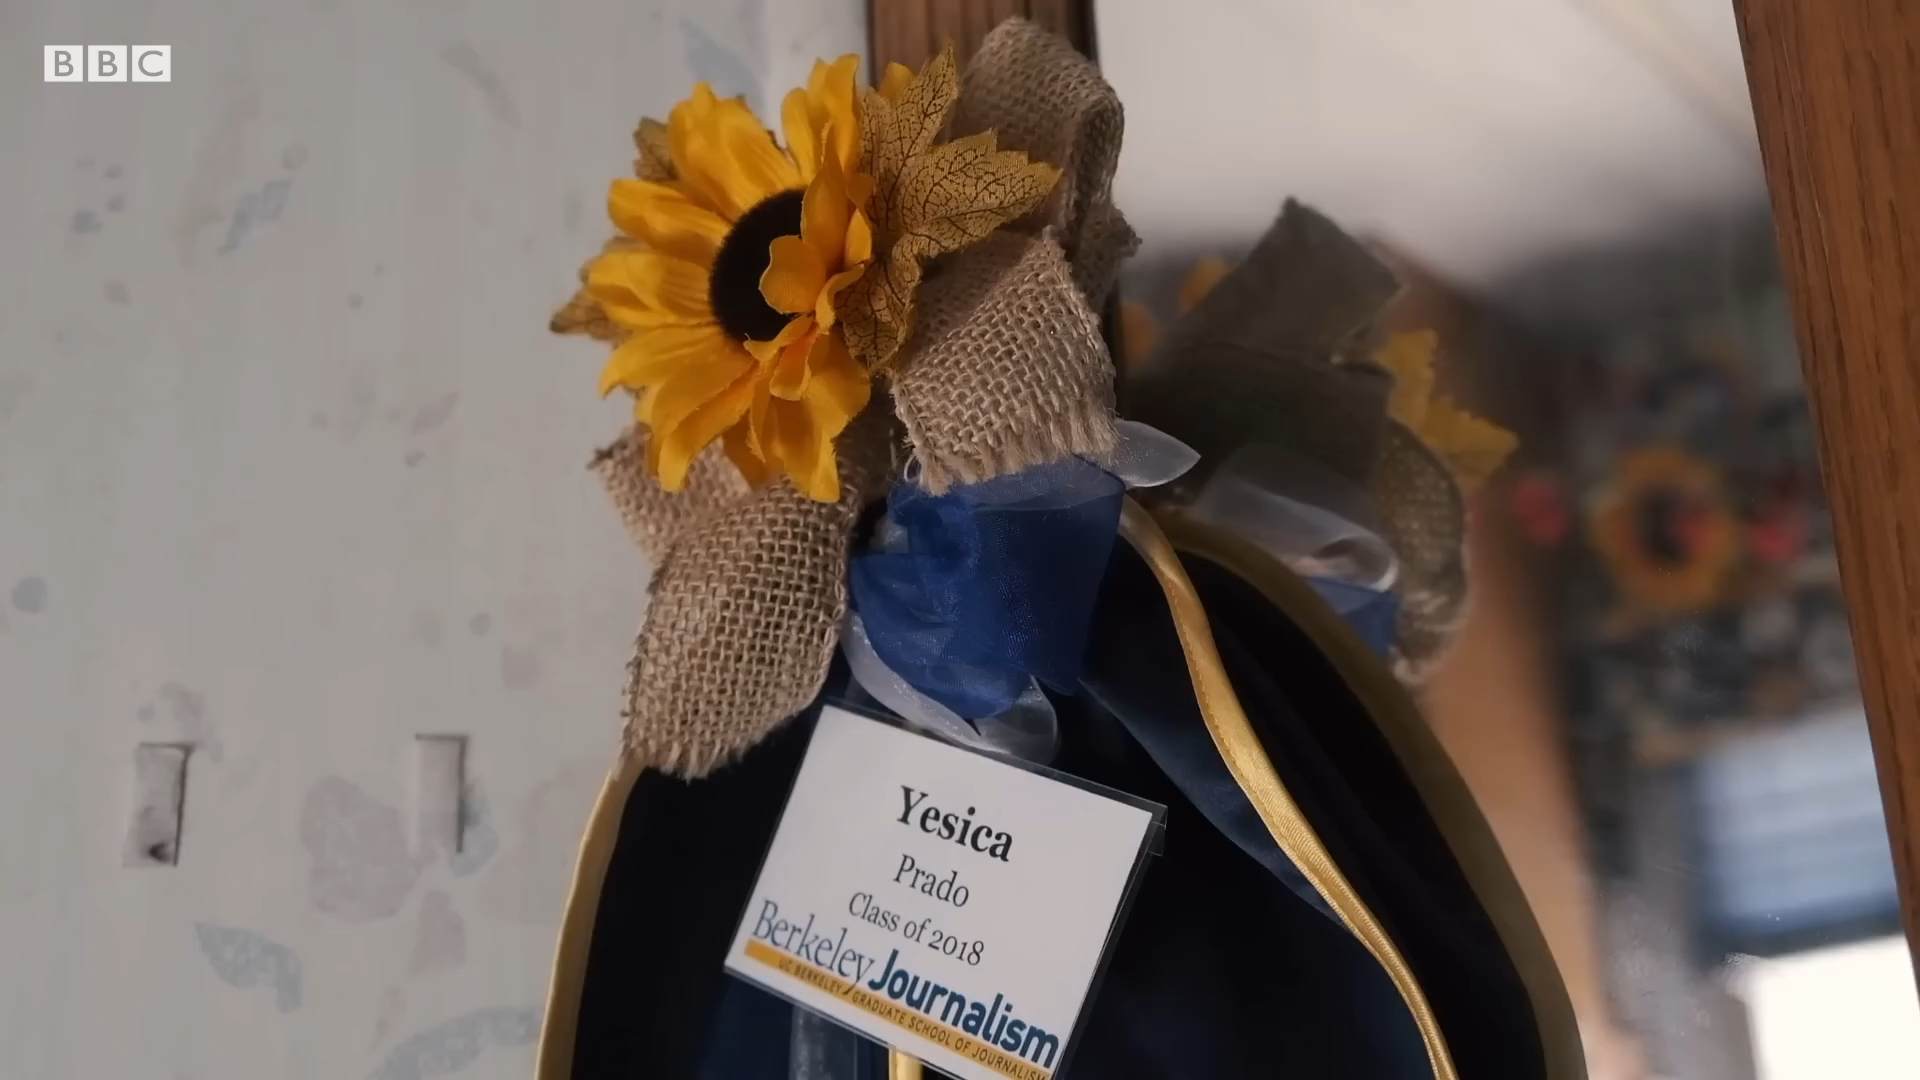 BBC
Yesica
Prado
Class of 2018
Berkeley Journalism
UC BERKELEY GRADUATE SCHOOL OF JOURNALISM